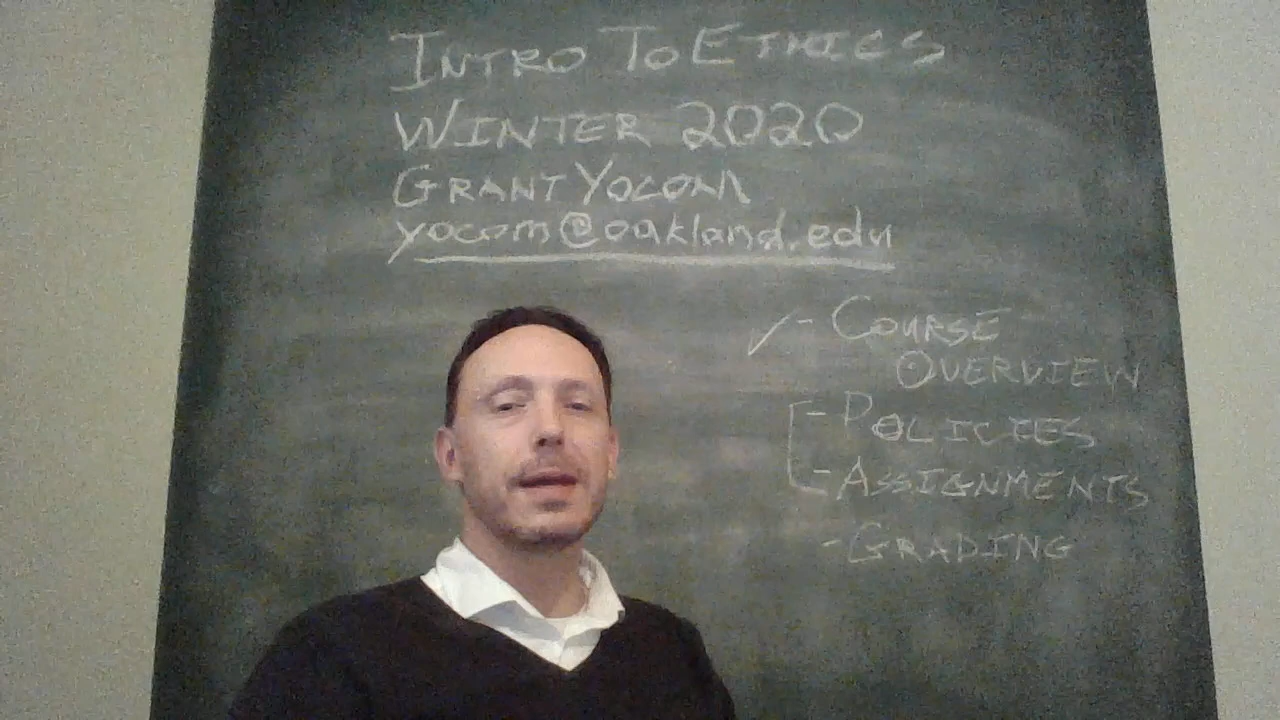 INTRO TO ETHICS
WINTER 2020
GRANT YOCOM
yocom@oakland.edu
✓ - COURSE
OVERVIEW
- POLICIES
- ASSIGNMENTS
- GRADING